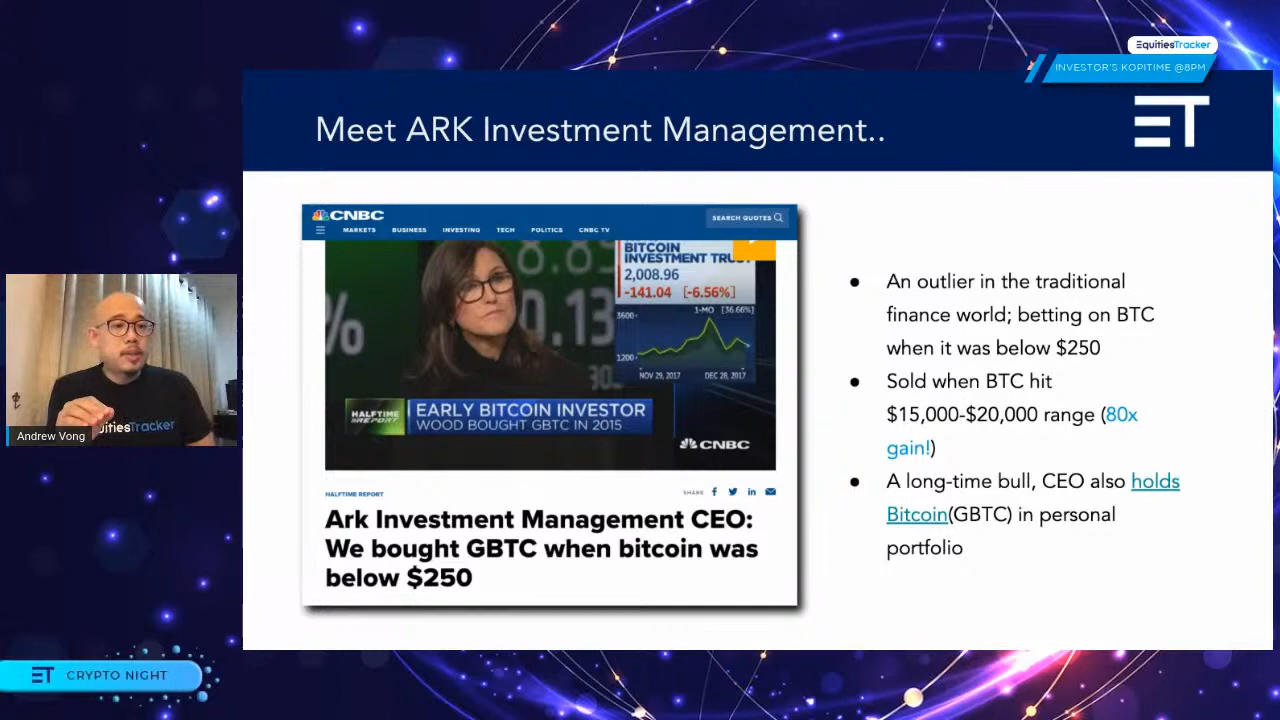 EquitiesTracker
INVESTOR'S KOPITIME @8PM
Meet ARK Investment Management..
ET
CNBC
SEARCH QUOTES
MARKETS BUSINESS INVESTING TECH POLITICS CNBC TV
BITCOIN
INVESTMENT TRUST
2,008.96
-141.04 [-6.56%]
1-MO [36.66%]
3600
1200
NOV 29, 2017 DEC 28, 2017
%
8.8
0.13
HALFTIME
REPORT
EARLY BITCOIN INVESTOR
WOOD BOUGHT GBTC IN 2015
CNBC
HALFTIME REPORT
SHARE
Ark Investment Management CEO:
We bought GBTC when bitcoin was
below $250
● An outlier in the traditional
finance world; betting on BTC
when it was below $250
● Sold when BTC hit
$15,000-$20,000 range (80x
gain!)
● A long-time bull, CEO also holds
Bitcoin(GBTC) in personal
portfolio
uitiesTracker
Andrew Vong
ET CRYPTO NIGHT